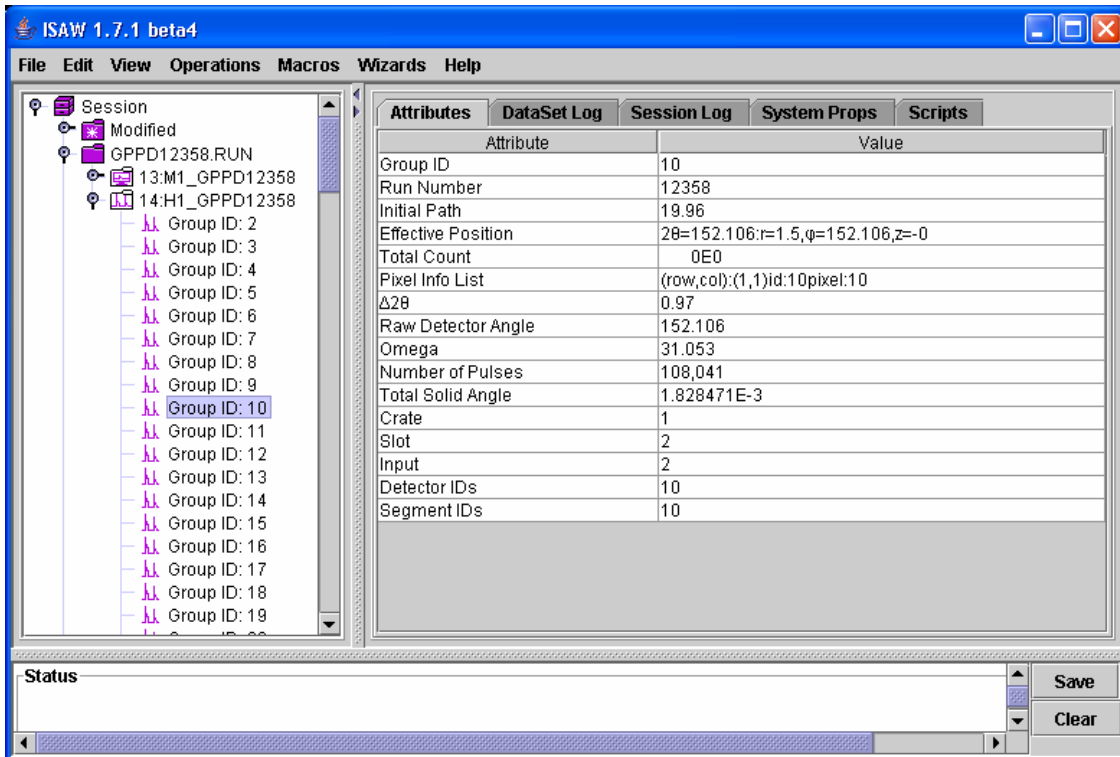 ISAW 1.7.1 beta4
File Edit View Operations Macros Wizards Help
Session
Modified
GPPD12358.RUN
13:M1_GPPD12358
14:H1_GPPD12358
Group ID: 2
Group ID: 3
Group ID: 4
Group ID: 5
Group ID: 6
Group ID: 7
Group ID: 8
Group ID: 9
Group ID: 10
Group ID: 11
Group ID: 12
Group ID: 13
Group ID: 14
Group ID: 15
Group ID: 16
Group ID: 17
Group ID: 18
Group ID: 19
Attributes DataSet Log Session Log System Props Scripts
Attribute Value
Group ID 10
Run Number 12358
Initial Path 19.96
Effective Position 2θ=152.106:r=1.5,φ=152.106,z=-0
Total Count 0E0
Pixel Info List (row,col):(1,1)id:10pixel:10
Δ2θ 0.97
Raw Detector Angle 152.106
Omega 31.053
Number of Pulses 108,041
Total Solid Angle 1.828471E-3
Crate 1
Slot 2
Input 2
Detector IDs 10
Segment IDs 10
Status
Save
Clear